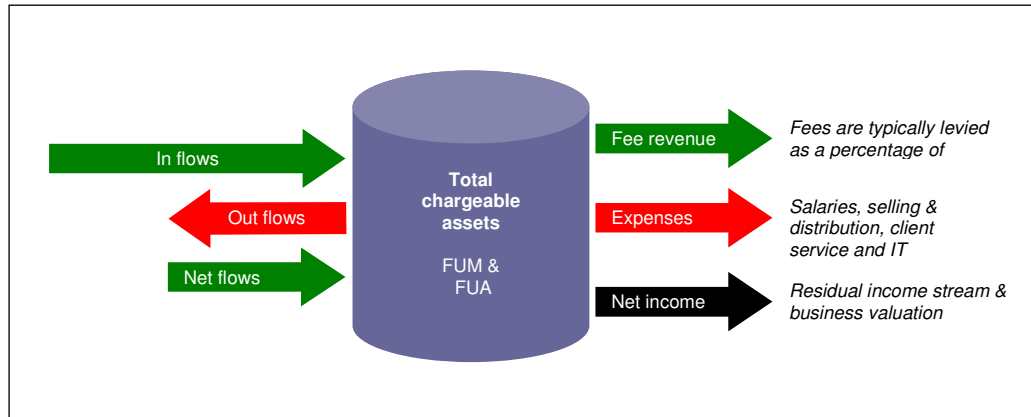 In flows
Out flows
Net flows
Total
chargeable
assets
FUM &
FUA
Fee revenue
Fees are typically levied
as a percentage of
Expenses
Salaries, selling &
distribution, client
service and IT
Net income
Residual income stream &
business valuation